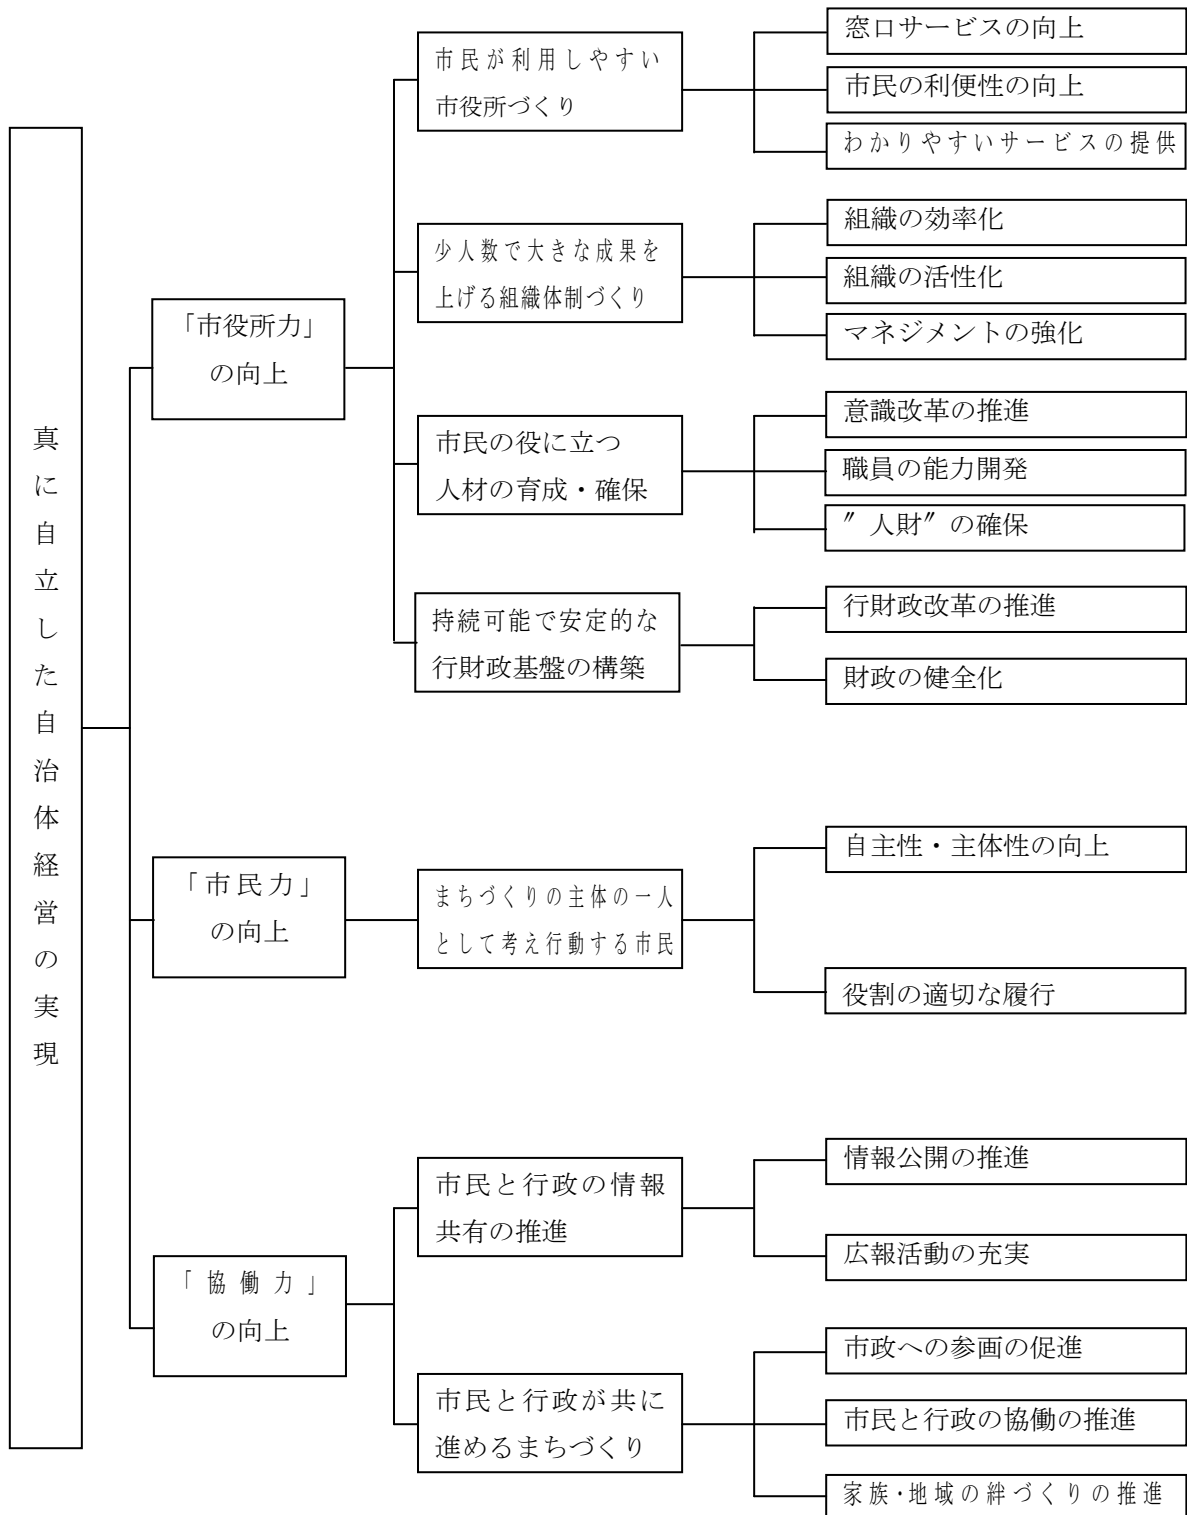 真に自立した自治体経営の実現
「市役所力」
の向上
市民が利用しやすい
市役所づくり
窓口サービスの向上
市民の利便性の向上
わかりやすいサービスの提供
少人数で大きな成果を
上げる組織体制づくり
組織の効率化
組織の活性化
マネジメントの強化
市民の役に立つ
人材の育成・確保
意識改革の推進
職員の能力開発
〃人財〃の確保
持続可能で安定的な
行財政基盤の構築
行財政改革の推進
財政の健全化
「市民力」
の向上
まちづくりの主体の一人
として考え行動する市民
自主性・主体性の向上
役割の適切な履行
「協働力」
の向上
市民と行政の情報
共有の推進
情報公開の推進
広報活動の充実
市民と行政が共に
進めるまちづくり
市政への参画の促進
市民と行政の協働の推進
家族・地域の絆づくりの推進